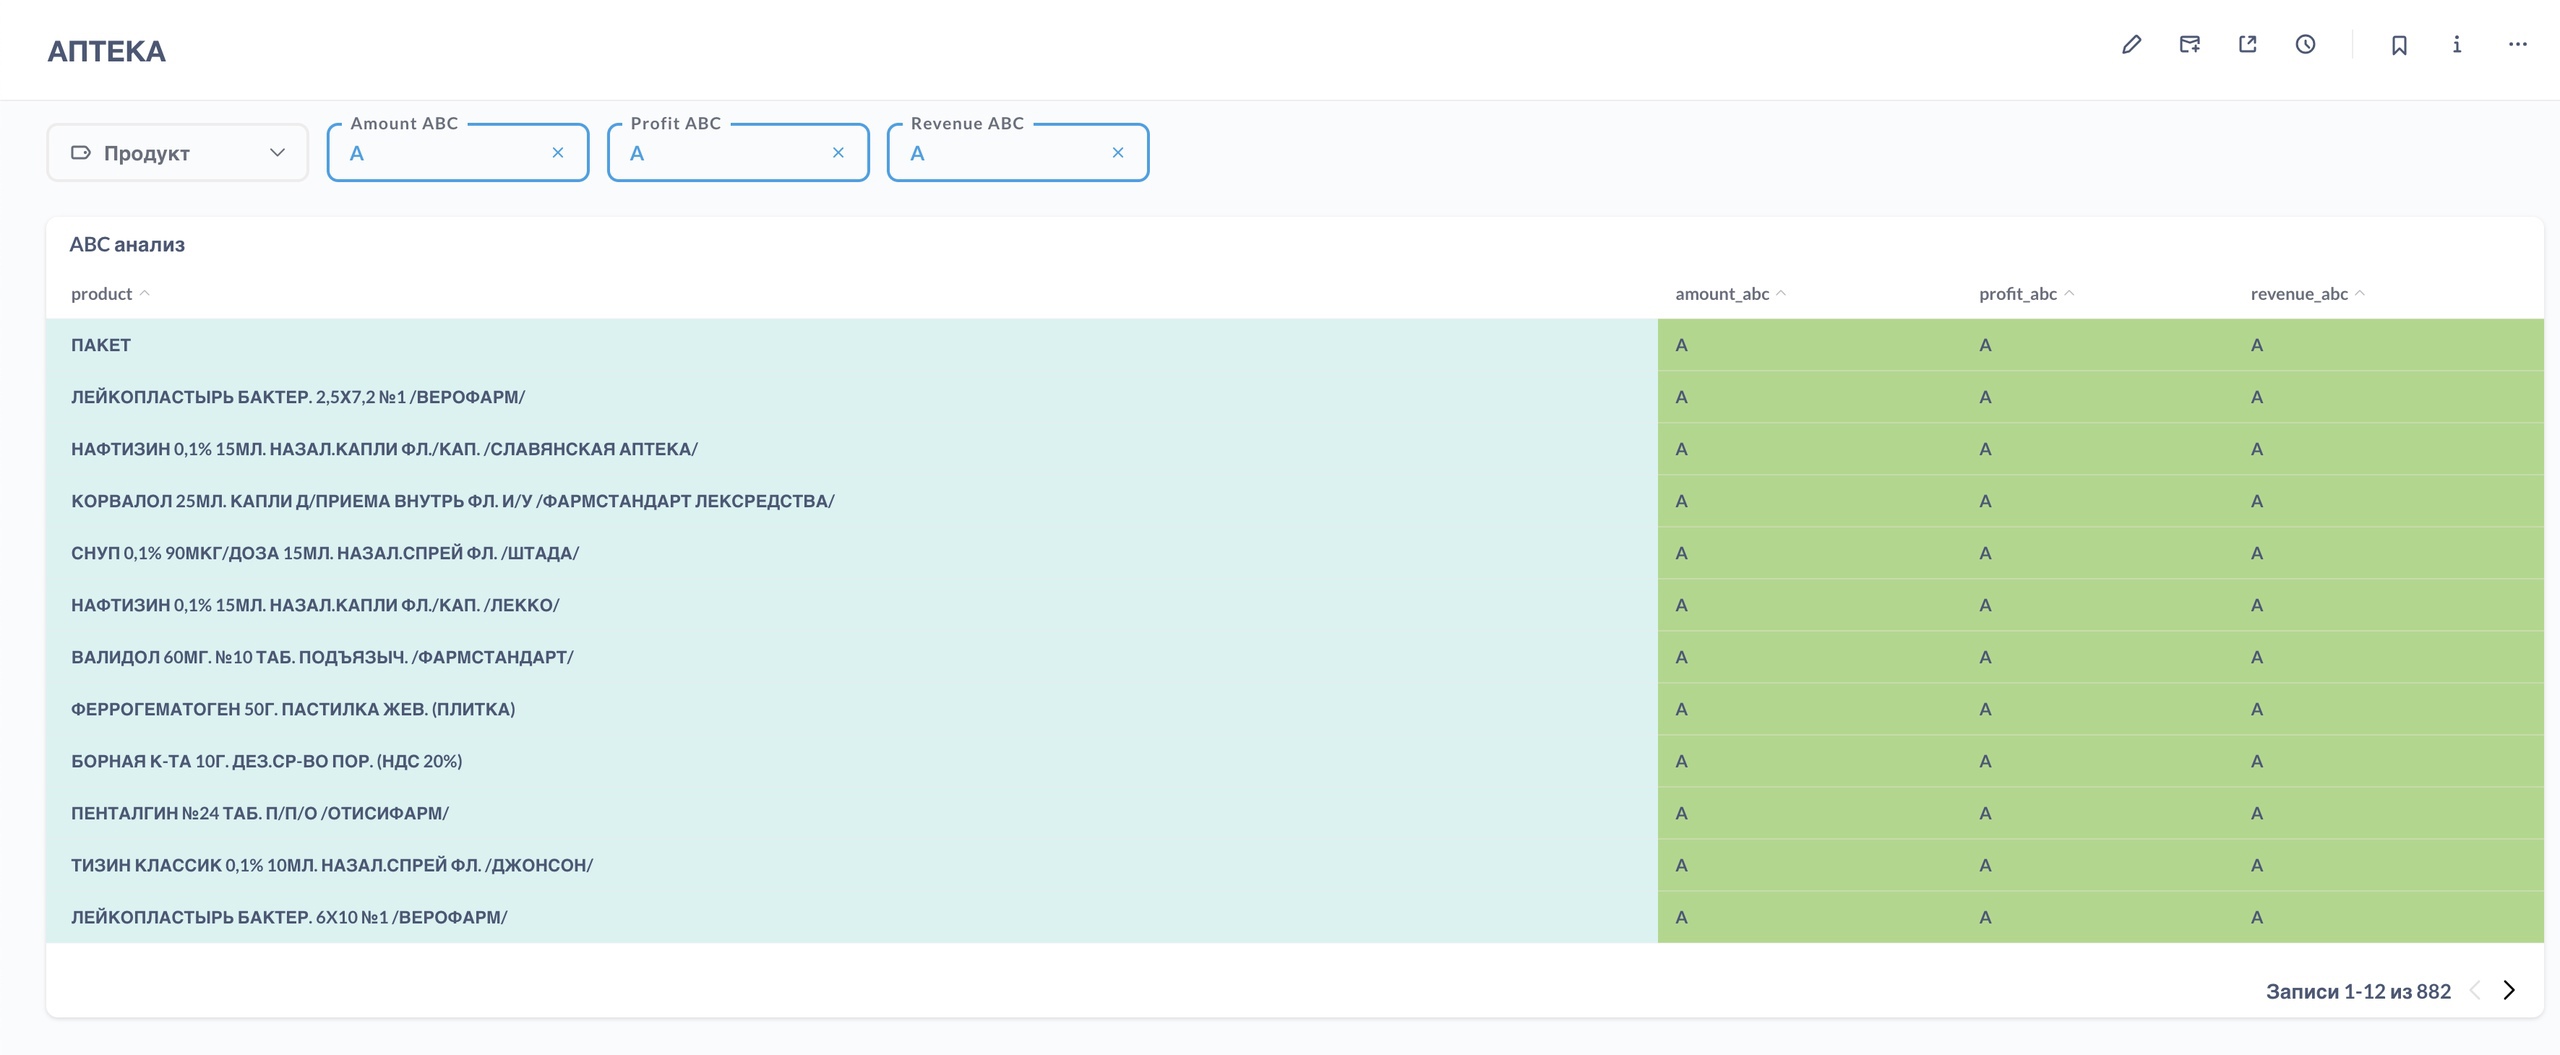 АПТЕКА
Продукт
Amount ABC
A
Profit ABC
A
Revenue ABC
A
ABC анализ
product amount_abc profit_abc revenue_abc
ПАКЕТ A A A
ЛЕЙКОПЛАСТЫРЬ БАКТЕР. 2,5Х7,2 №1 /ВЕРОФАРМ/ A A A
НАФТИЗИН 0,1% 15МЛ. НАЗАЛ.КАПЛИ ФЛ./КАП. /СЛАВЯНСКАЯ АПТЕКА/ A A A
КОРВАЛОЛ 25МЛ. КАПЛИ Д/ПРИЕМА ВНУТРЬ ФЛ. И/У /ФАРМСТАНДАРТ ЛЕКСРЕДСТВА/ A A A
СНУП 0,1% 90МКГ/ДОЗА 15МЛ. НАЗАЛ.СПРЕЙ ФЛ. /ШТАДА/ A A A
НАФТИЗИН 0,1% 15МЛ. НАЗАЛ.КАПЛИ ФЛ./КАП. /ЛЕККО/ A A A
ВАЛИДОЛ 60МГ. №10 ТАБ. ПОДЪЯЗЫЧ. /ФАРМСТАНДАРТ/ A A A
ФЕРРОГЕМАТОГЕН 50Г. ПАСТИЛКА ЖЕВ. (ПЛИТКА) A A A
БОРНАЯ К-ТА 10Г. ДЕЗ.СР-ВО ПОР. (НДС 20%) A A A
ПЕНТАЛГИН №24 ТАБ. П/П/О /ОТИСИФАРМ/ A A A
ТИЗИН КЛАССИК 0,1% 10МЛ. НАЗАЛ.СПРЕЙ ФЛ. /ДЖОНСОН/ A A A
ЛЕЙКОПЛАСТЫРЬ БАКТЕР. 6Х10 №1 /ВЕРОФАРМ/ A A A
Записи 1-12 из 882